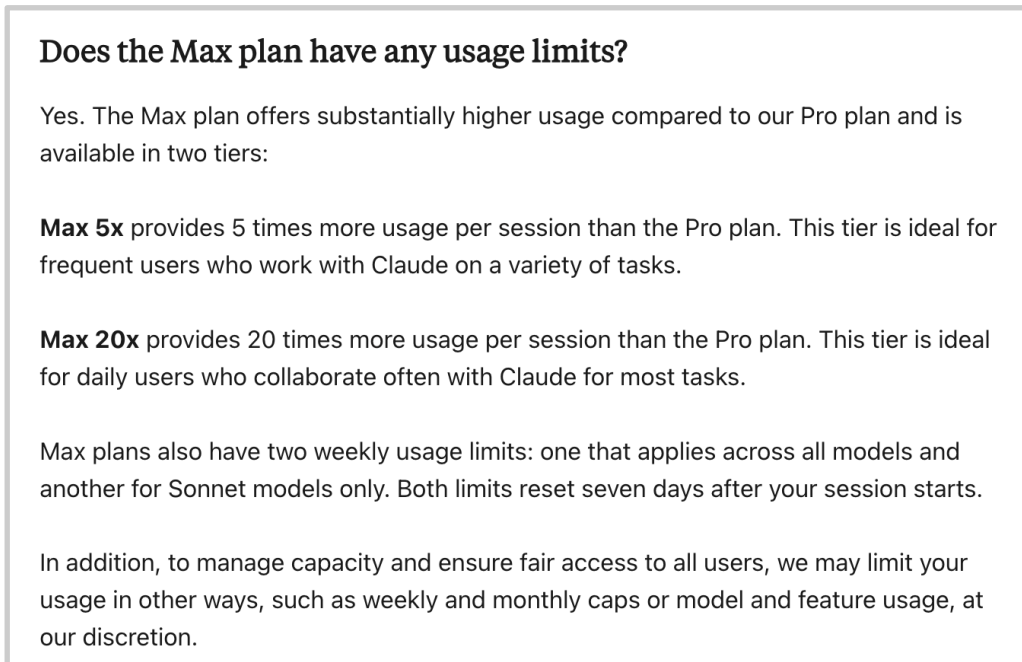 Does the Max plan have any usage limits?
Yes. The Max plan offers substantially higher usage compared to our Pro plan and is
available in two tiers:
Max 5x provides 5 times more usage per session than the Pro plan. This tier is ideal for
frequent users who work with Claude on a variety of tasks.
Max 20x provides 20 times more usage per session than the Pro plan. This tier is ideal
for daily users who collaborate often with Claude for most tasks.
Max plans also have two weekly usage limits: one that applies across all models and
another for Sonnet models only. Both limits reset seven days after your session starts.
In addition, to manage capacity and ensure fair access to all users, we may limit your
usage in other ways, such as weekly and monthly caps or model and feature usage, at
our discretion.